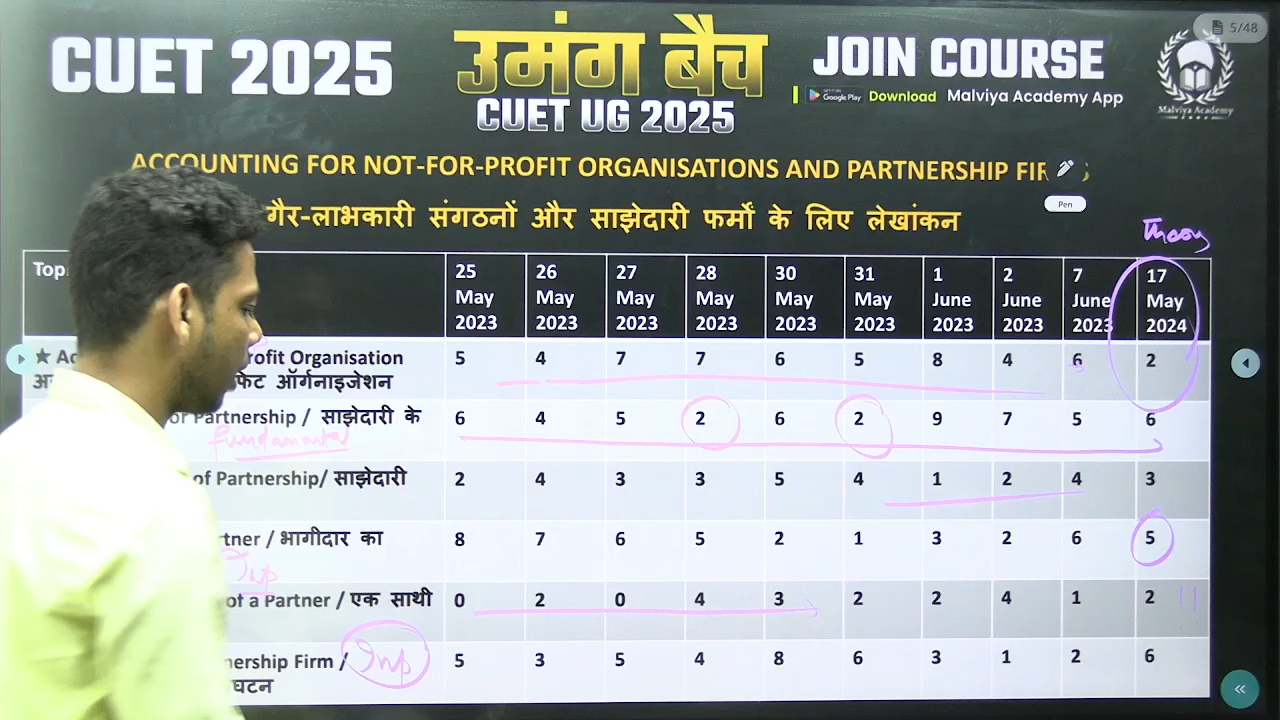 5/48
CUET 2025
उमंग बैच
CUET UG 2025
JOIN COURSE
GET IT ON Google Play Download Malviya Academy App
Malviya Academy
ACCOUNTING FOR NOT-FOR-PROFIT ORGANISATIONS AND PARTNERSHIP
Pen
गैर-लाभकारी संगठनों और साझेदारी फर्मों के लिए लेखांकन
Theory
25 May 2023
26 May 2023
27 May 2023
28 May 2023
30 May 2023
31 May 2023
1 June 2023
2 June 2023
7 June 2023
17 May 2024
★ Organisation 5 4 7 7 6 5 8 4 6 2
ऑर्गनाइजेशन
Partnership / साझेदारी के 6 4 5 2 6 2 9 7 5 6
fundamental
of Partnership/ साझेदारी 2 4 3 3 5 4 1 2 4 3
/ भागीदार का 8 7 6 5 2 1 3 2 6 5
Imp
of a Partner / एक साथी 0 2 0 4 3 2 2 4 1 2
Firm / Imp 5 3 5 4 8 6 3 1 2 6